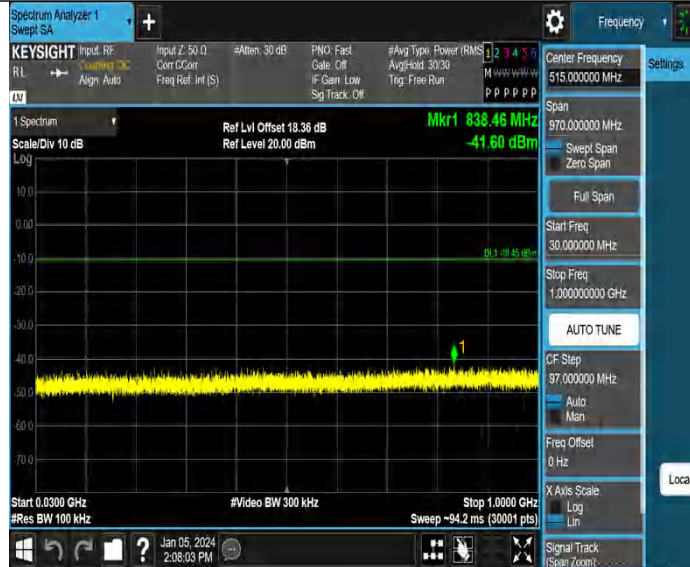 Spectrum Analyzer 1
Swept SA
+
Frequency
KEYSIGHT
RL
Input: RF
Coupling: DC
Align: Auto
Input Z: 50 Ω
Corr CCorr
Freq Ref: Int (S)
#Atten: 30 dB
PNO: Fast
Gate: Off
IF Gain: Low
Sig Track: Off
#Avg Type: Power (RMS
Avg|Hold: 30/30
Trig: Free Run
1 2 3 4 5 6
M W W W W W
P P P P P P
LXI
1 Spectrum
Scale/Div 10 dB
Log
Ref Lvl Offset 18.36 dB
Ref Level 20.00 dBm
Mkr1 838.46 MHz
-41.60 dBm
10.0
0.00
-10.0
-20.0
-30.0
-40.0
-50.0
-60.0
-70.0
1
Start 0.0300 GHz
#Res BW 100 kHz
#Video BW 300 kHz
Stop 1.0000 GHz
Sweep ~94.2 ms (30001 pts)
?
Jan 05, 2024
2:08:03 PM
Center Frequency
515.000000 MHz
Span
970.000000 MHz
Swept Span
Zero Span
Full Span
Start Freq
30.000000 MHz
Stop Freq
1.000000000 GHz
AUTO TUNE
CF Step
97.000000 MHz
Auto
Man
Freq Offset
0 Hz
X Axis Scale
Log
Lin
Signal Track
(Span Zoom)
Settings
Loca